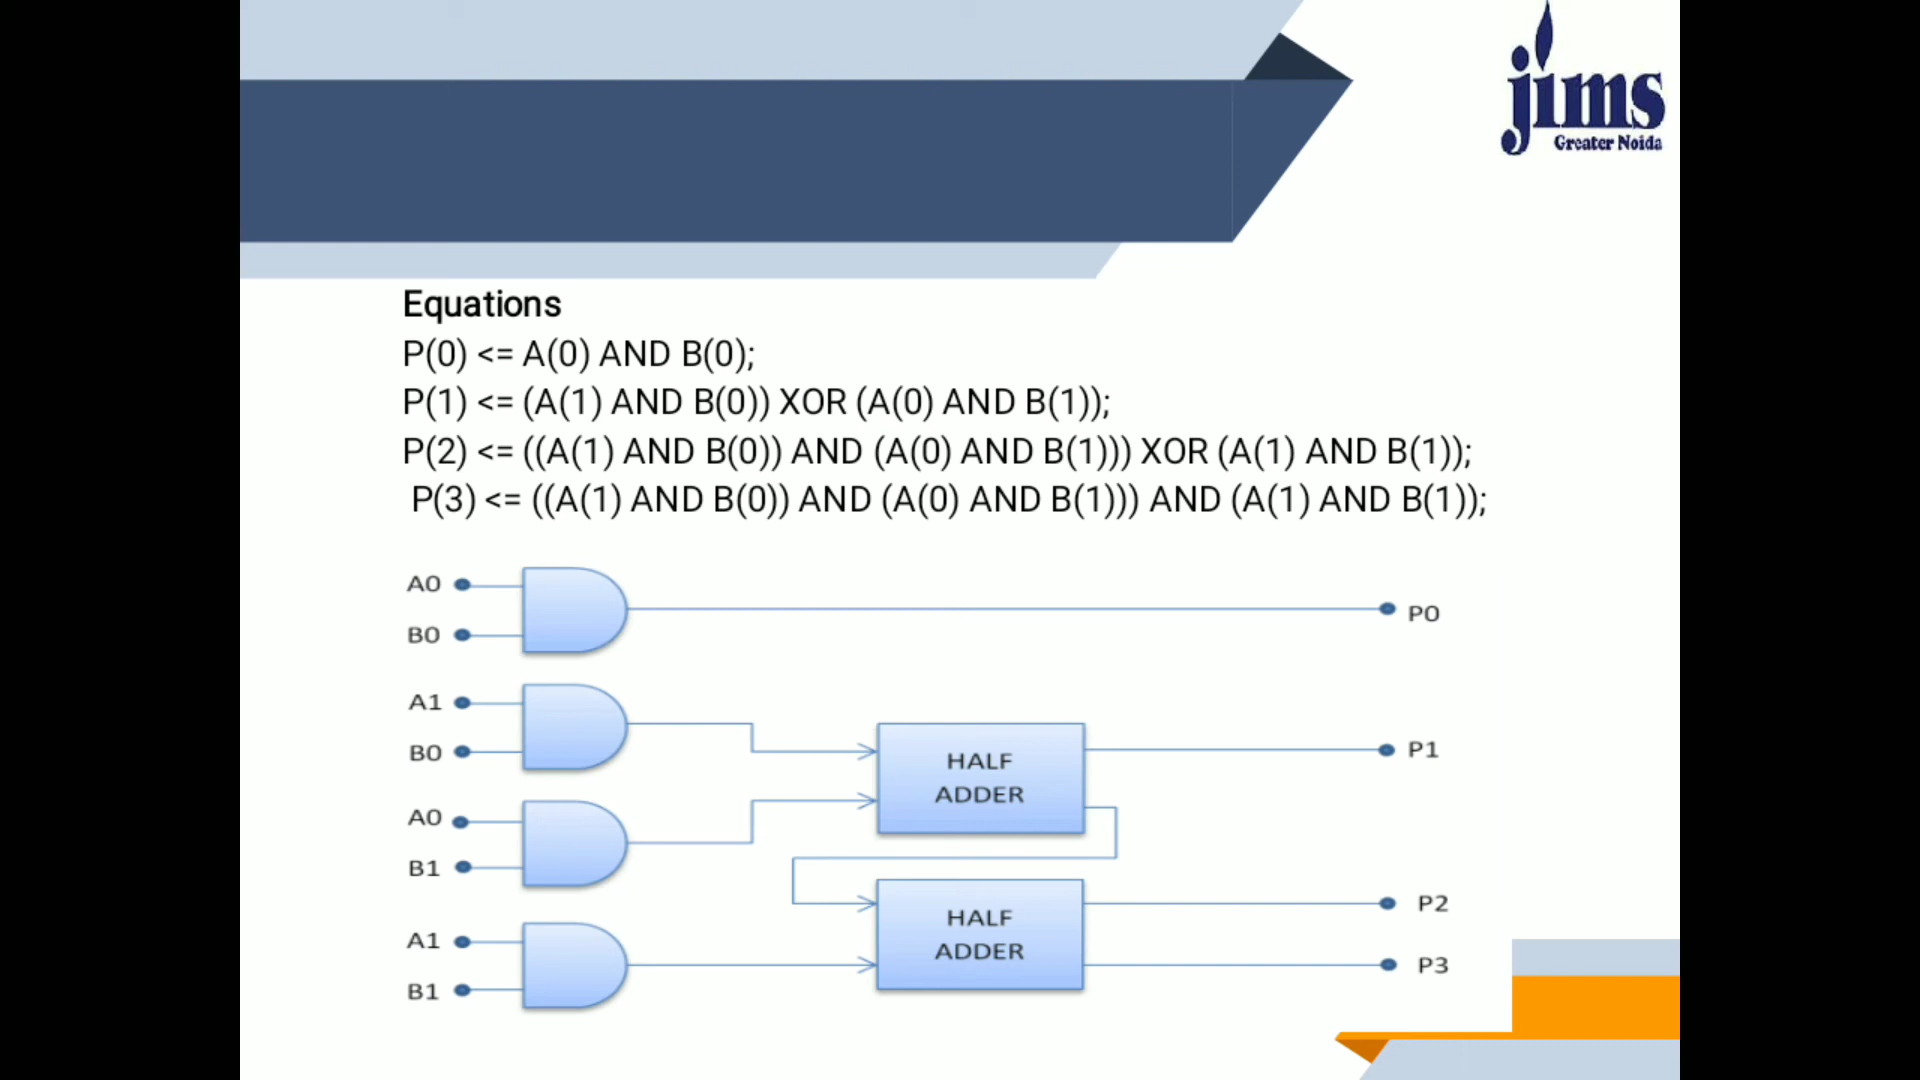 jims
Greater Noida
Equations
P(0) <= A(0) AND B(0);
P(1) <= (A(1) AND B(0)) XOR (A(0) AND B(1));
P(2) <= ((A(1) AND B(0)) AND (A(0) AND B(1))) XOR (A(1) AND B(1));
P(3) <= ((A(1) AND B(0)) AND (A(0) AND B(1))) AND (A(1) AND B(1));
A0
B0
P0
A1
B0
HALF
ADDER
P1
A0
B1
A1
B1
HALF
ADDER
P2
P3